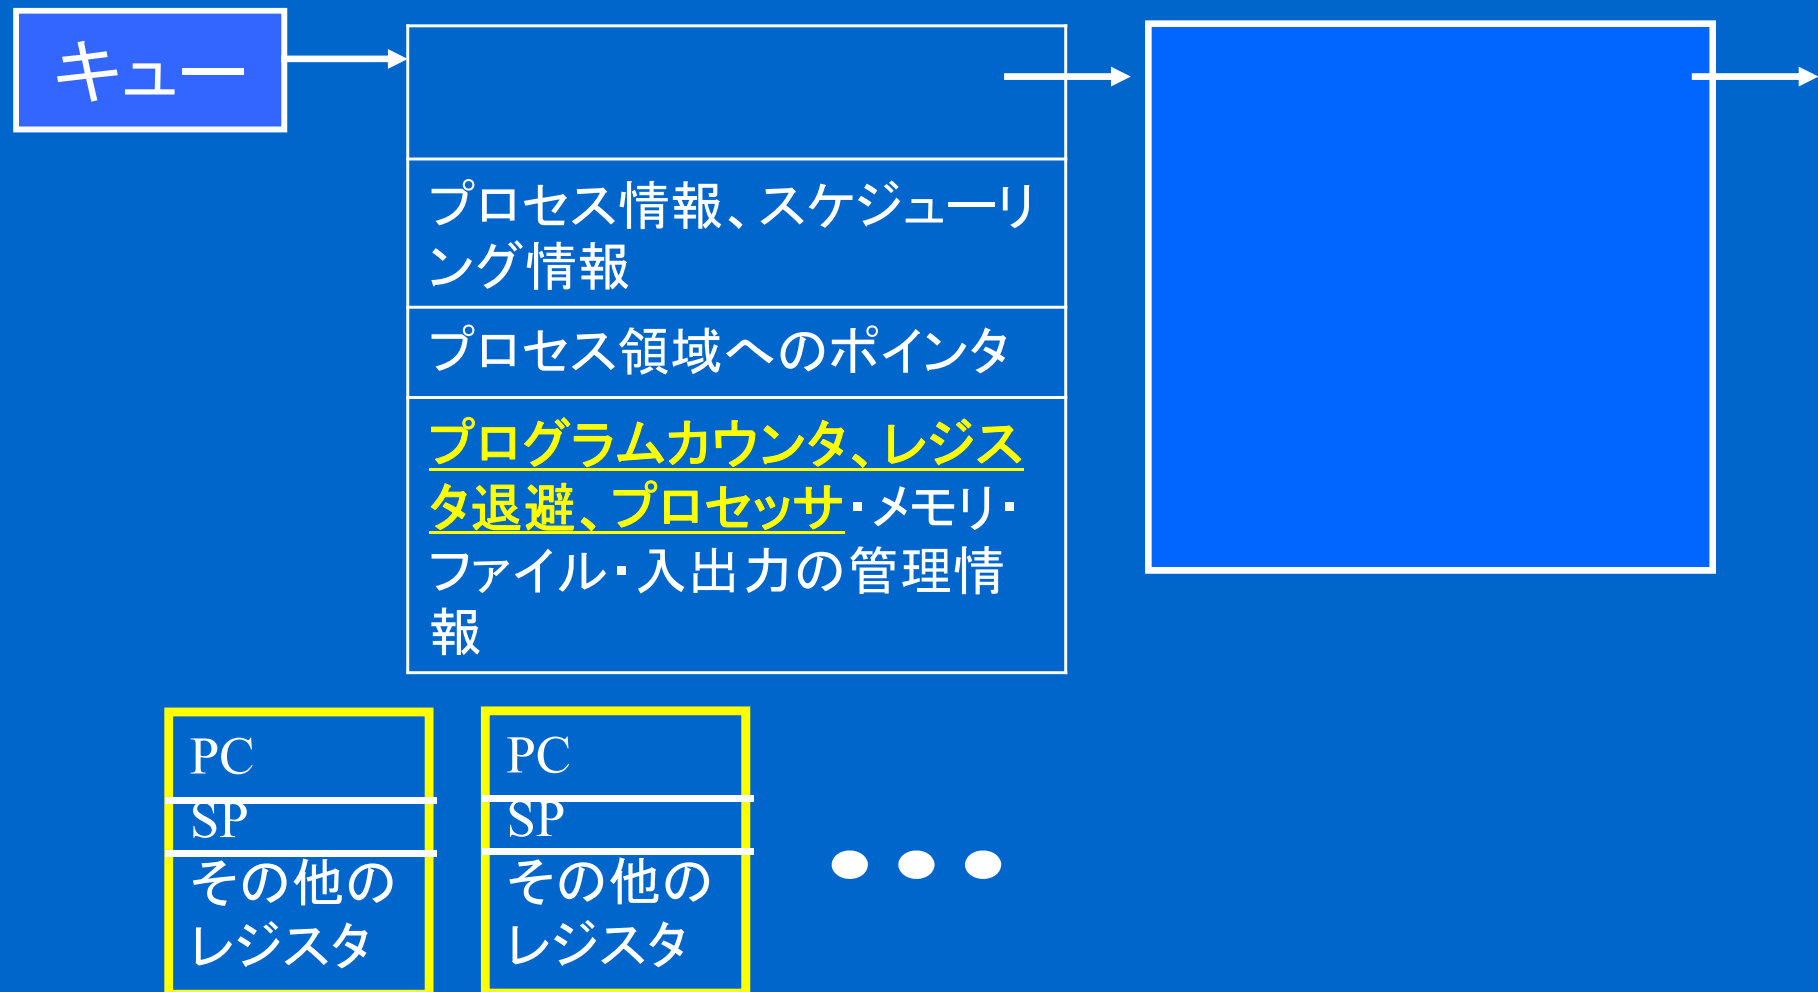 キュー
プロセス情報、スケジューリ
ング情報
プロセス領域へのポインタ
プログラムカウンタ、レジス
タ退避、プロセッサ・メモリ・
ファイル・入出力の管理情
報
PC
SP
その他の
レジスタ
PC
SP
その他の
レジスタ